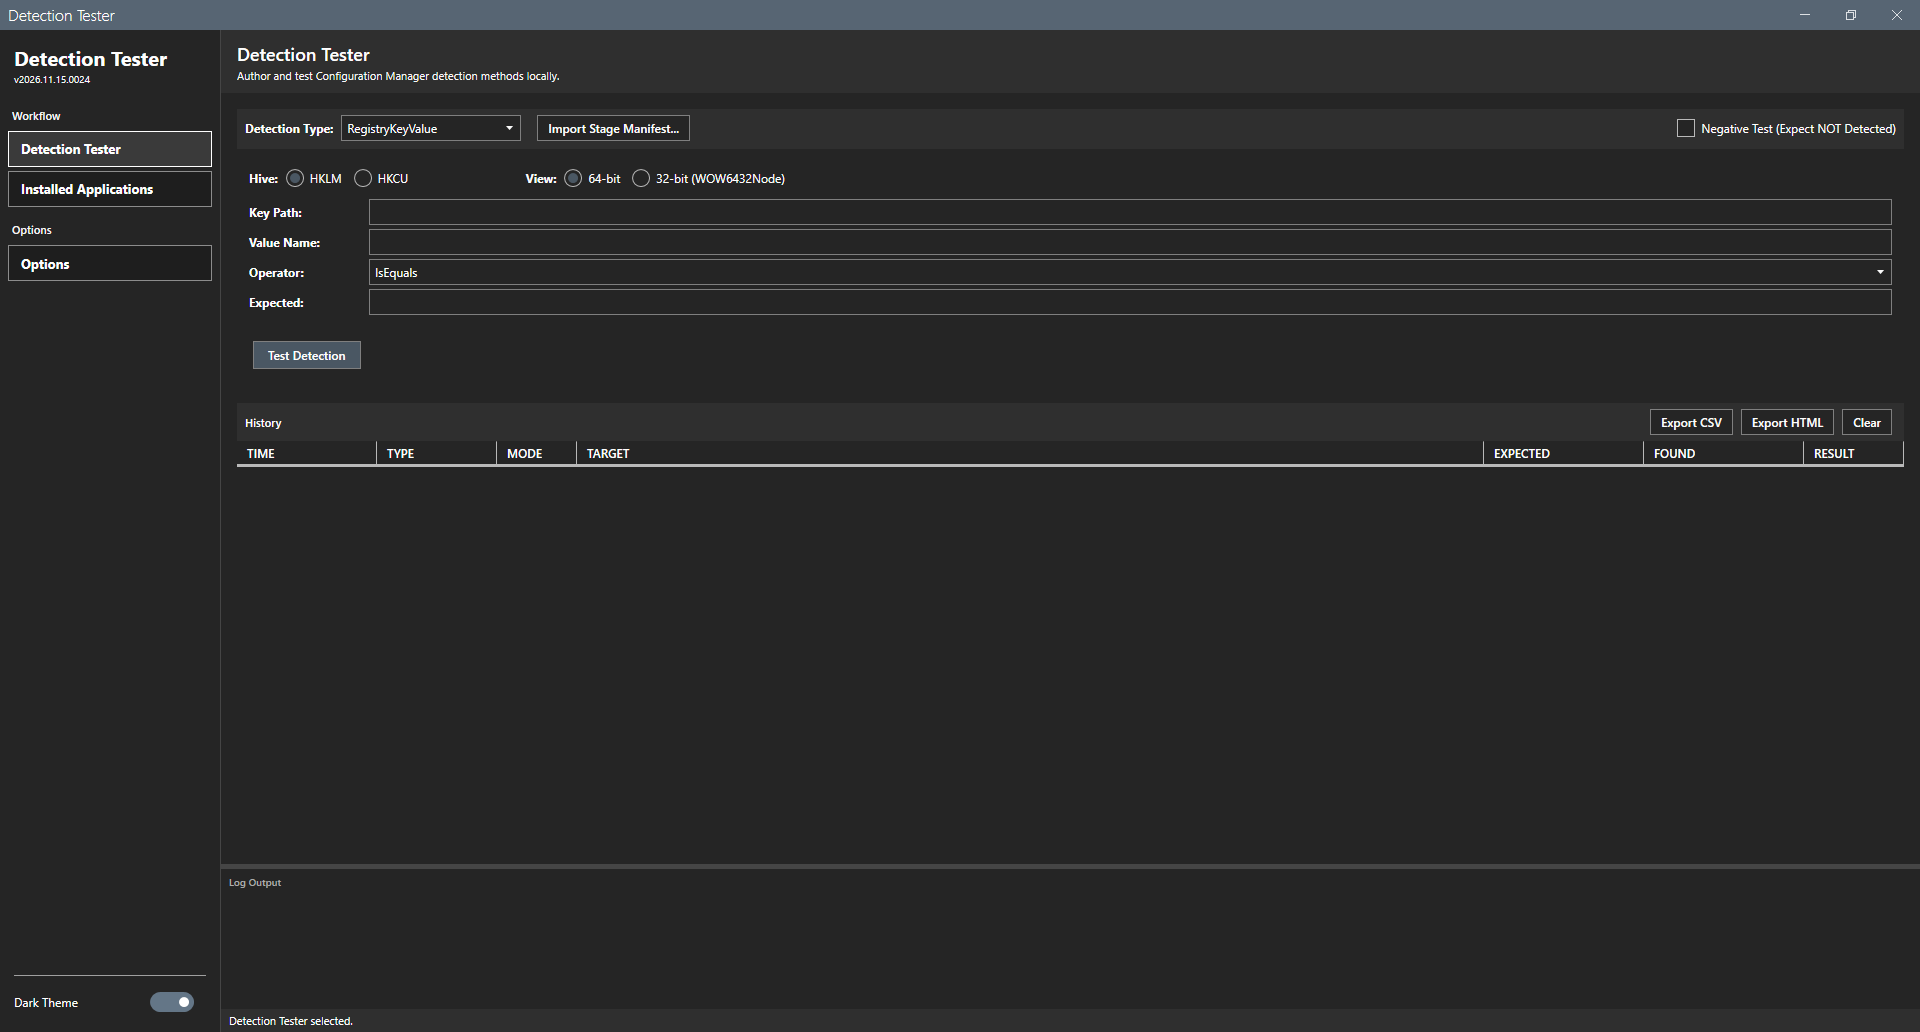 Detection Tester
Detection Tester
v2026.11.15.0024
Workflow
Detection Tester
Installed Applications
Options
Options
Dark Theme
Detection Tester
Author and test Configuration Manager detection methods locally.
Detection Type: RegistryKeyValue Import Stage Manifest... Negative Test (Expect NOT Detected)
Hive: HKLM HKCU View: 64-bit 32-bit (WOW6432Node)
Key Path:
Value Name:
Operator: IsEquals
Expected:
Test Detection
History Export CSV Export HTML Clear
TIME TYPE MODE TARGET EXPECTED FOUND RESULT
Log Output
Detection Tester selected.